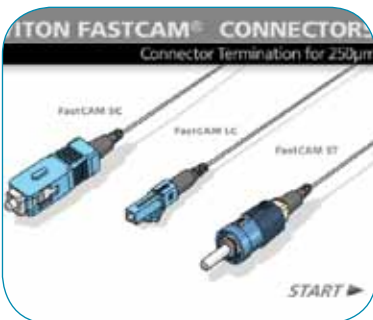 ITON FASTCAM® CONNECTORS
Connector Termination for 250µm
FastCAM SC
FastCAM LC
FastCAM ST
START